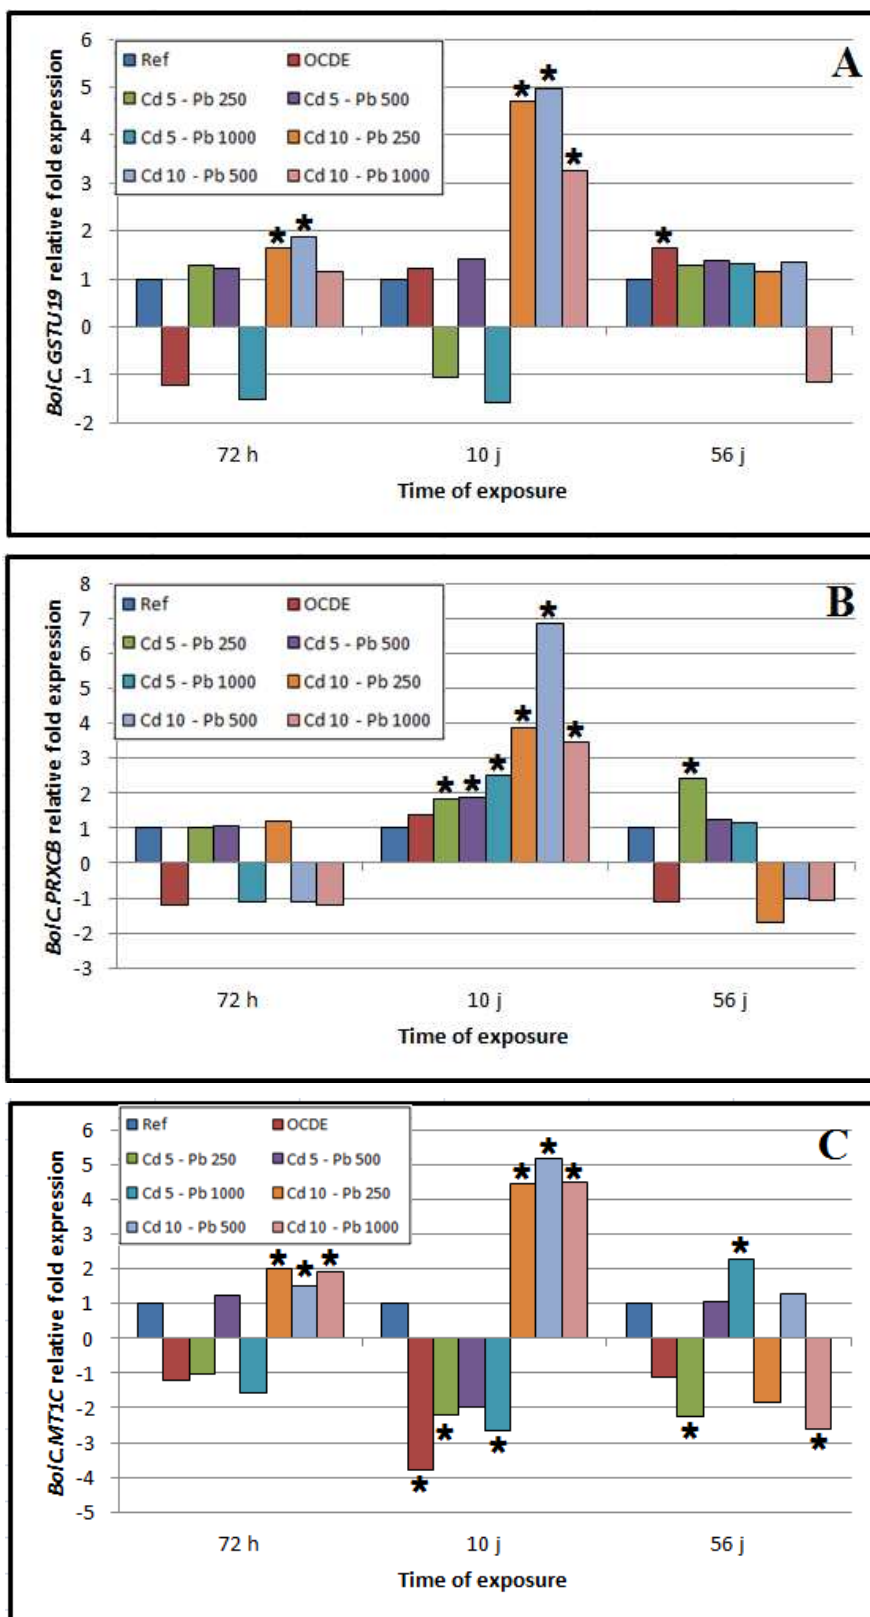 A
BolC.GSTU19 relative fold expression
6
5
4
3
2
1
0
-1
-2
Ref OCDE
Cd 5 - Pb 250 Cd 5 - Pb 500
Cd 5 - Pb 1000 Cd 10 - Pb 250
Cd 10 - Pb 500 Cd 10 - Pb 1000
* * * * * *
72 h 10 j 56 j
Time of exposure
B
BolC.PRXCB relative fold expression
8
7
6
5
4
3
2
1
0
-1
-2
-3
Ref OCDE
Cd 5 - Pb 250 Cd 5 - Pb 500
Cd 5 - Pb 1000 Cd 10 - Pb 250
Cd 10 - Pb 500 Cd 10 - Pb 1000
* * * * * * *
72 h 10 j 56 j
Time of exposure
C
BolC.MT1C relative fold expression
6
5
4
3
2
1
0
-1
-2
-3
-4
-5
Ref OCDE
Cd 5 - Pb 250 Cd 5 - Pb 500
Cd 5 - Pb 1000 Cd 10 - Pb 250
Cd 10 - Pb 500 Cd 10 - Pb 1000
* * * * * * * * * * * *
72 h 10 j 56 j
Time of exposure